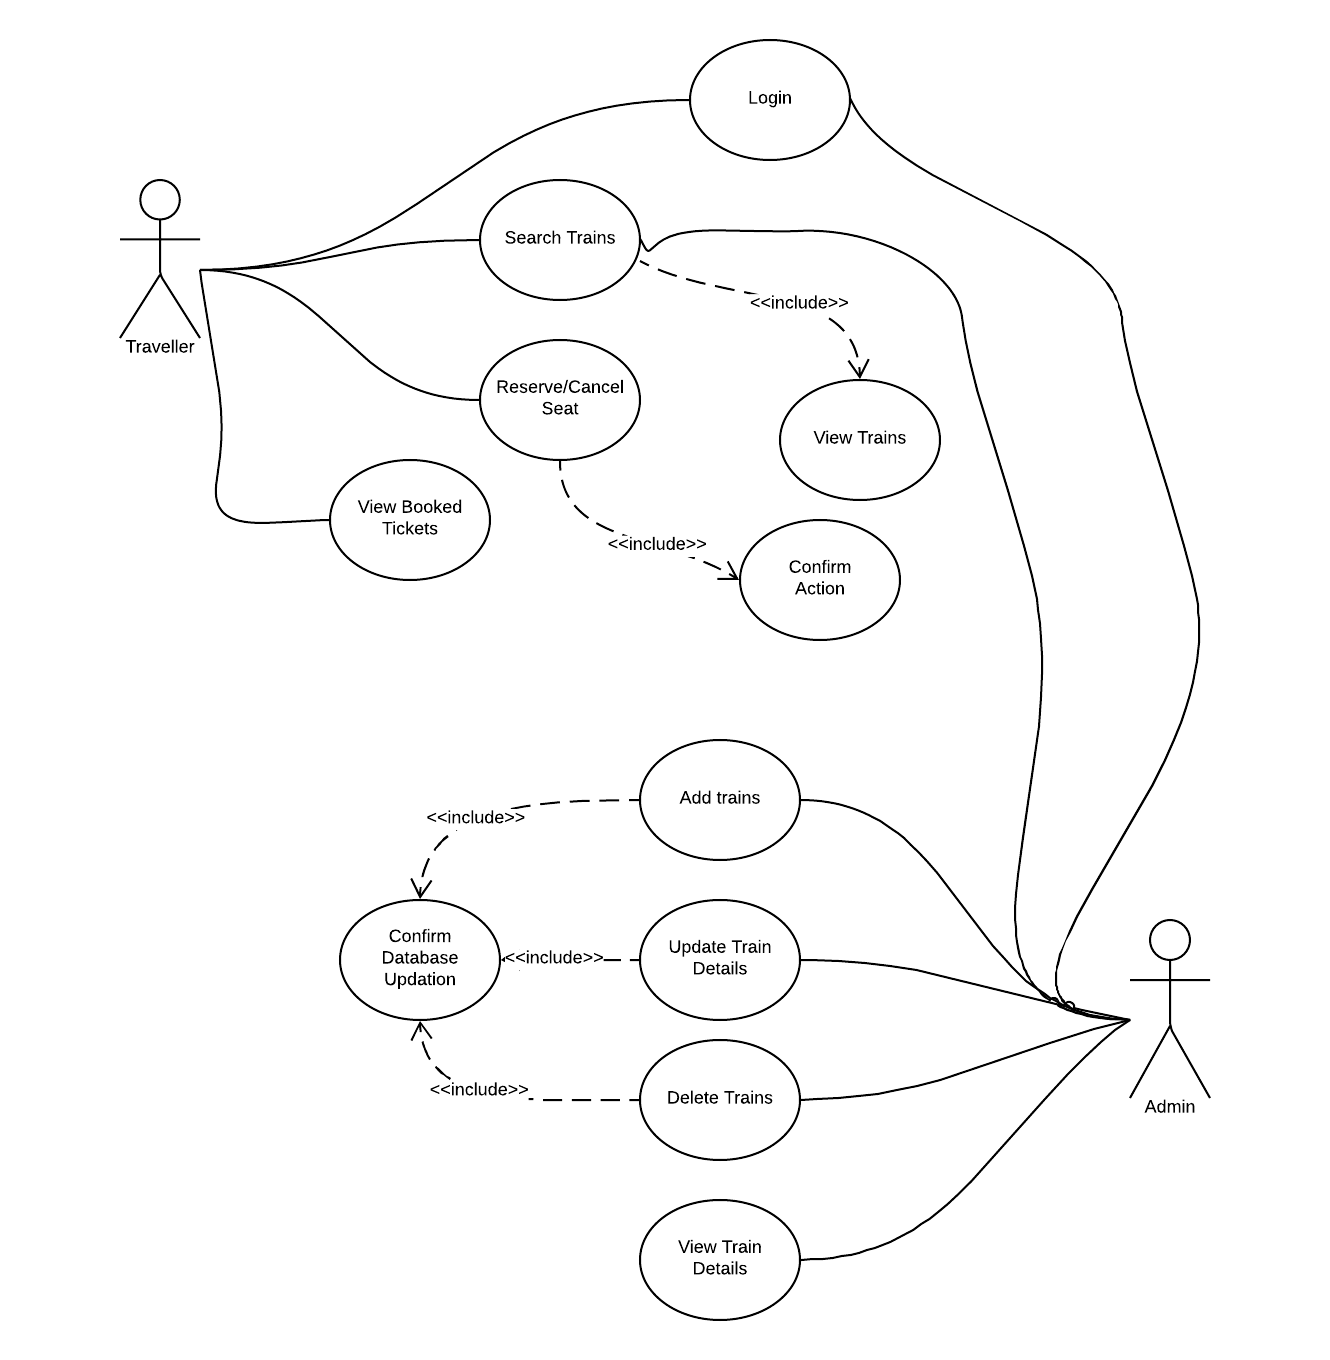 Login
Search Trains
<<include>>
Traveller
Reserve/Cancel
Seat
View Trains
View Booked
Tickets
<<include>>
Confirm
Action
Add trains
<<include>>
Confirm
Database
Updation
<<include>>
Update Train
Details
<<include>>
Delete Trains
Admin
View Train
Details